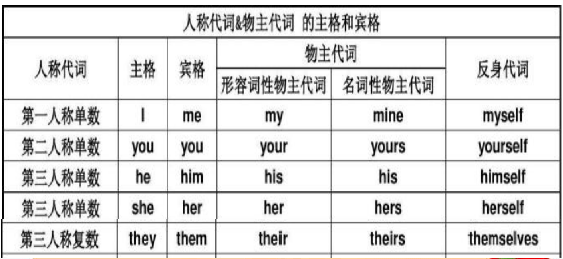 人称代词&物主代词 的主格和宾格
人称代词 主格 宾格 物主代词 反身代词
形容词性物主代词 名词性物主代词
第一人称单数 I me my mine myself
第二人称单数 you you your yours yourself
第三人称单数 he him his his himself
第三人称单数 she her her hers herself
第三人称复数 they them their theirs themselves